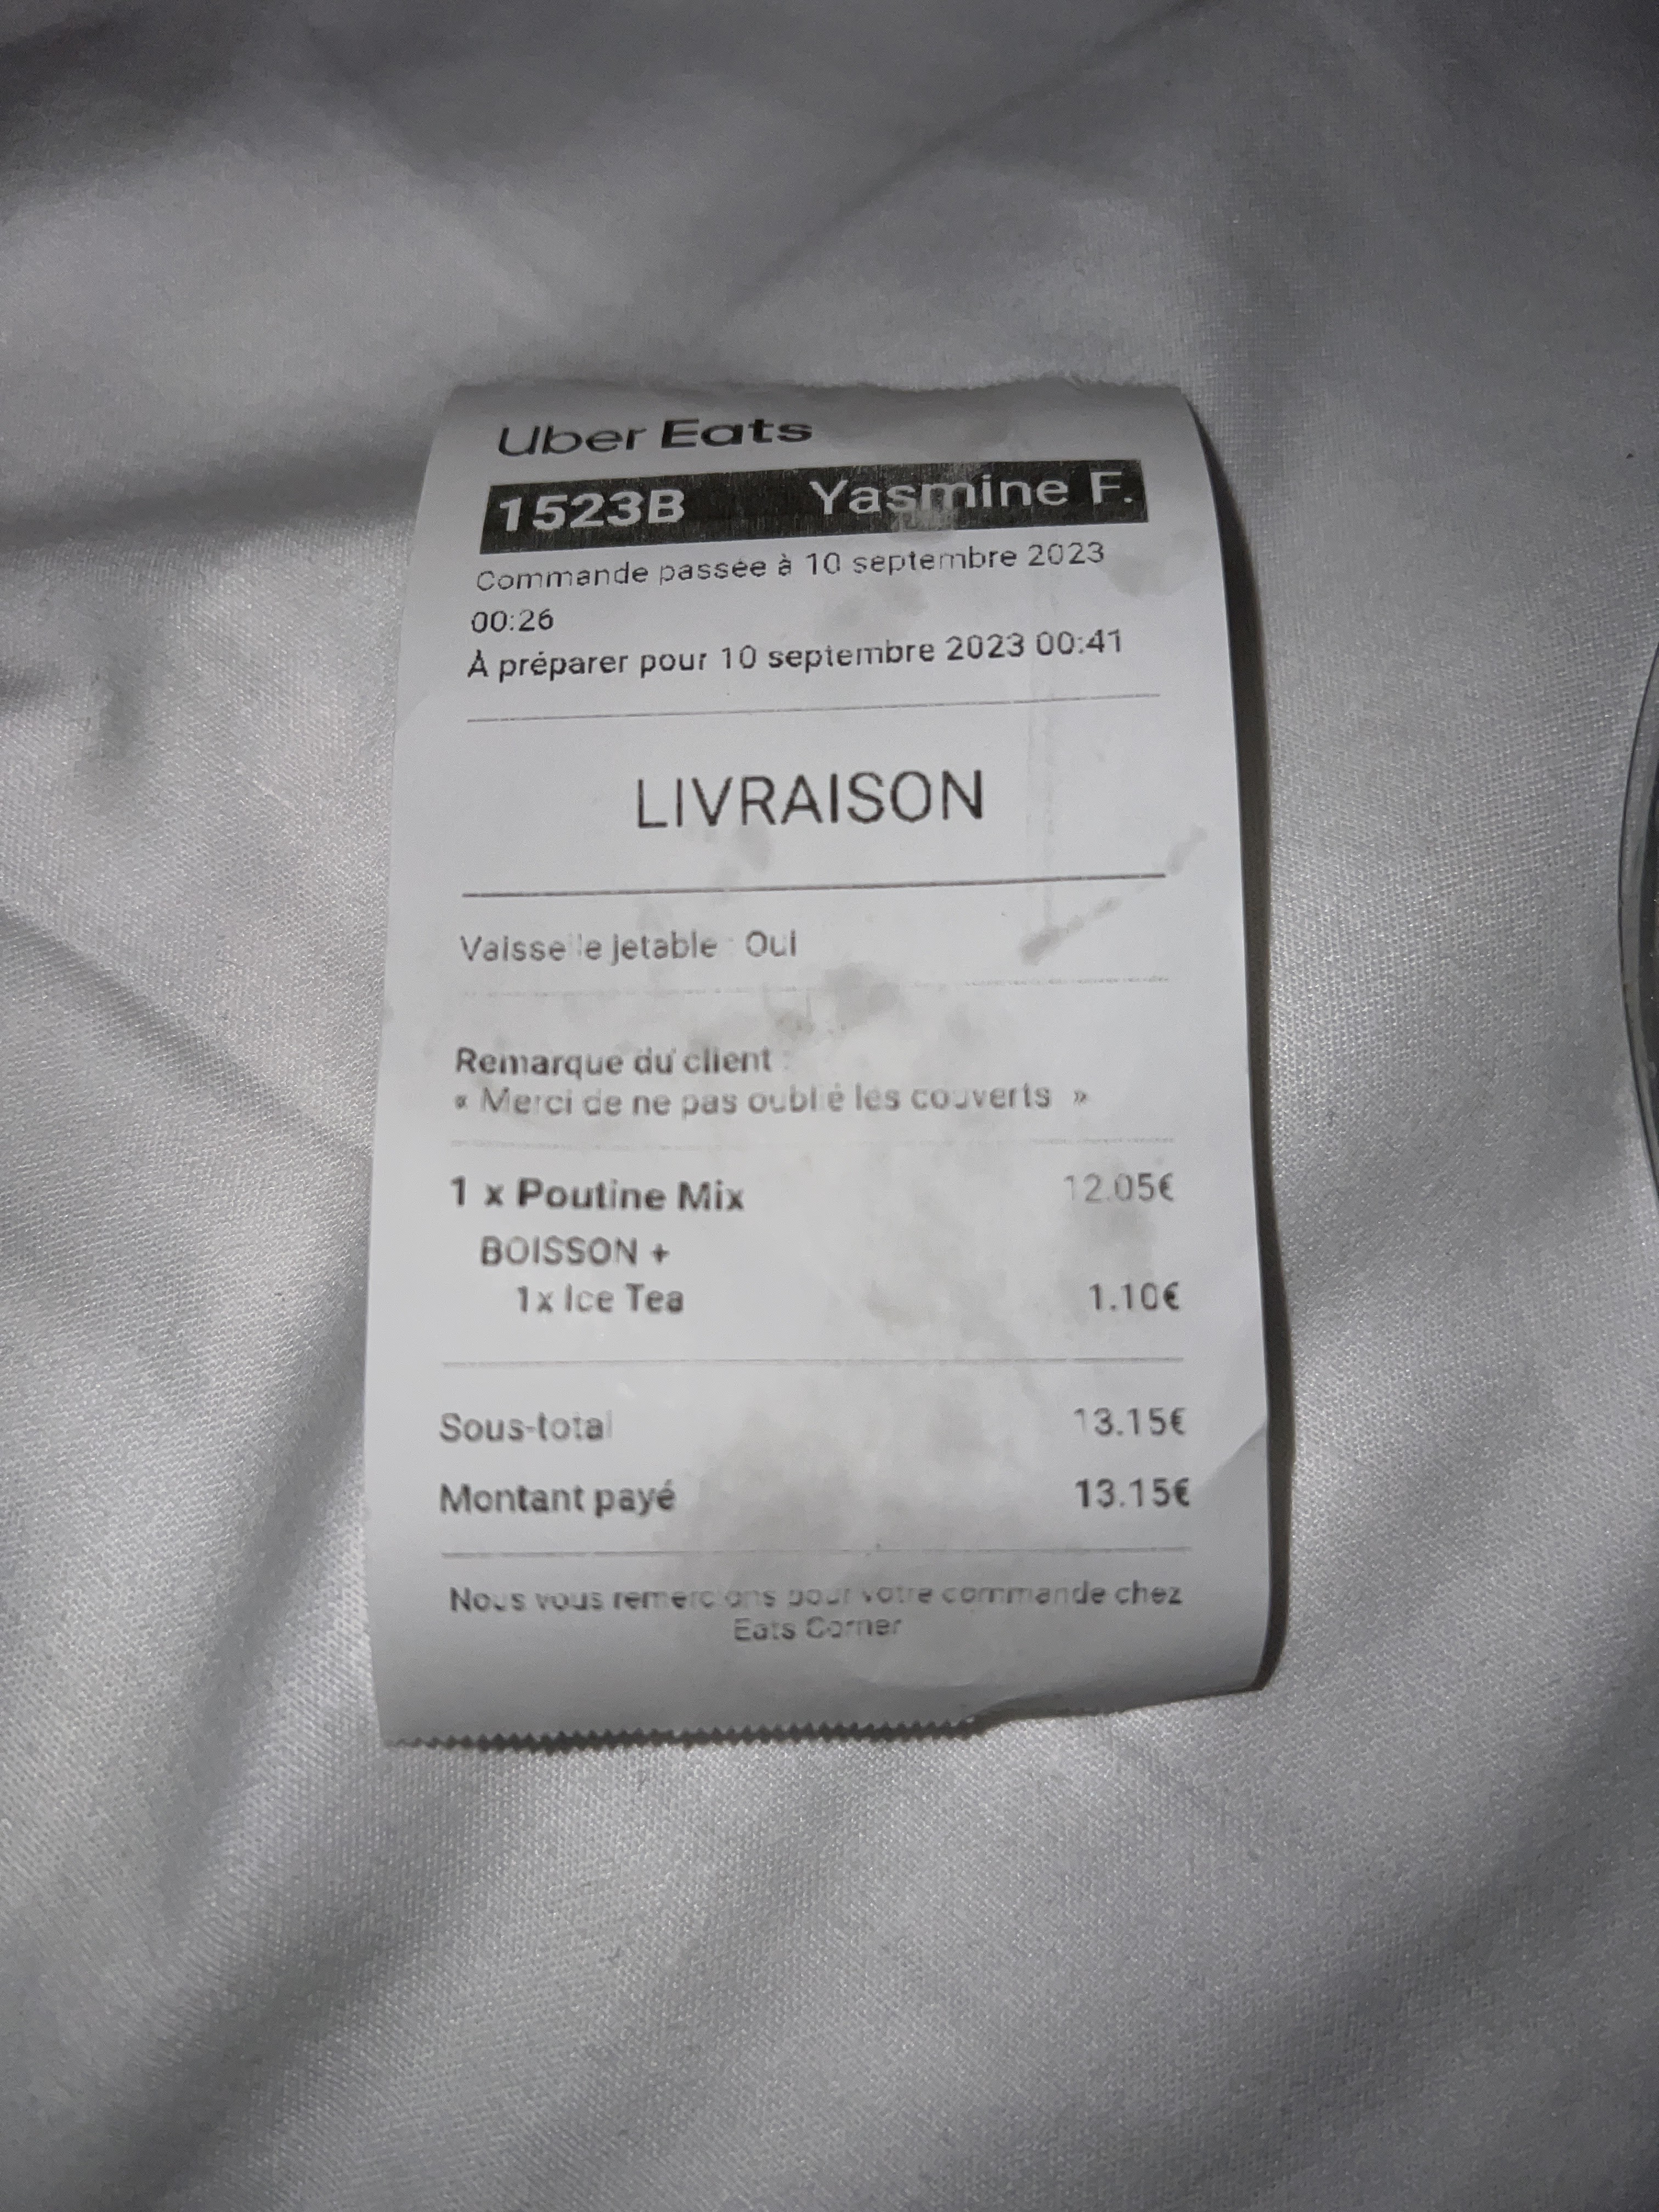 Uber Eats
1523B Yasmine F.
Commande passée à 10 septembre 2023
00:26
À préparer pour 10 septembre 2023 00:41
LIVRAISON
Vaisselle jetable : Oui
Remarque du client :
« Merci de ne pas oublié les couverts »
1 x Poutine Mix 12.05€
BOISSON +
1x Ice Tea 1.10€
Sous-total 13.15€
Montant payé 13.15€
Nous vous remercions pour votre commande chez
Eats Corner